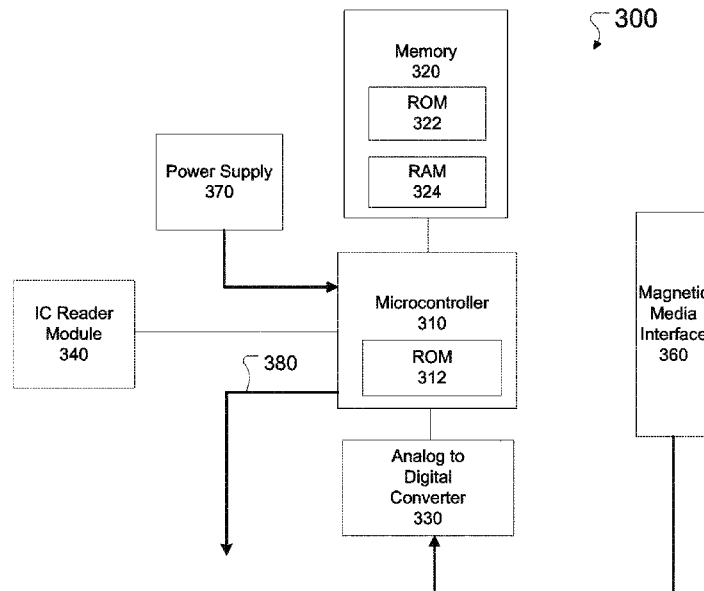 300
Memory
320
ROM
322
RAM
324
Power Supply
370
Microcontroller
310
ROM
312
IC Reader
Module
340
Magnetic
Media
Interface
360
380
Analog to
Digital
Converter
330